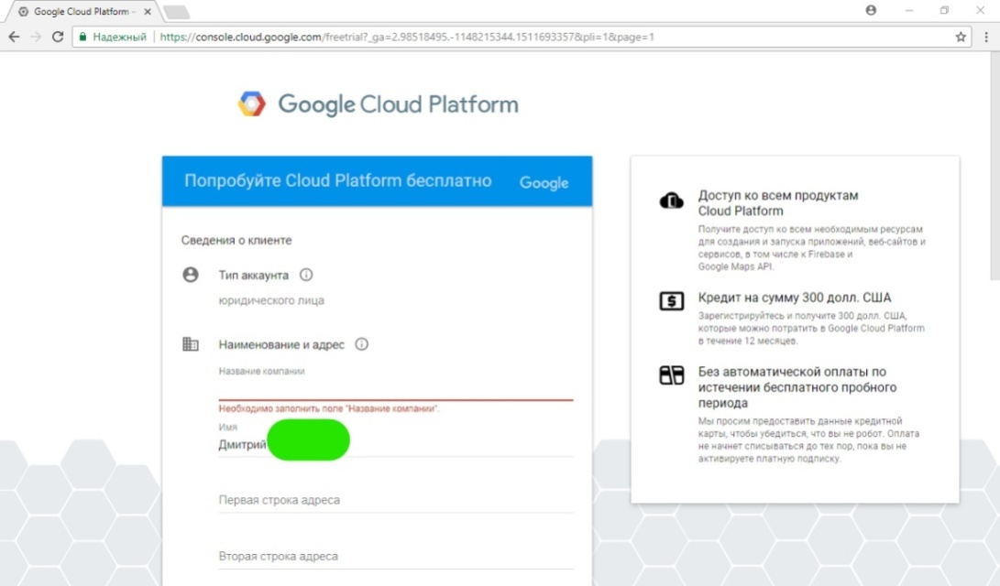 Google Cloud Platform -
Надежный
https://console.cloud.google.com/freetrial?_ga=2.98518495.-1148215344.1511693357&pli=1&page=1
Google Cloud Platform
Попробуйте Cloud Platform бесплатно
Google
Сведения о клиенте
Тип аккаунта
юридического лица
Наименование и адрес
Название компании
Необходимо заполнить поле "Название компании".
Имя
Дмитрий
Первая строка адреса
Вторая строка адреса
Доступ ко всем продуктам
Cloud Platform
Получите доступ ко всем необходимым ресурсам
для создания и запуска приложений, веб-сайтов и
сервисов, в том числе к Firebase и
Google Maps API.
Кредит на сумму 300 долл. США
Зарегистрируйтесь и получите 300 долл. США,
которые можно потратить в Google Cloud Platform
в течение 12 месяцев.
Без автоматической оплаты по
истечении бесплатного пробного
периода
Мы просим предоставить данные кредитной
карты, чтобы убедиться, что вы не робот. Оплата
не начнет списываться до тех пор, пока вы не
активируете платную подписку.